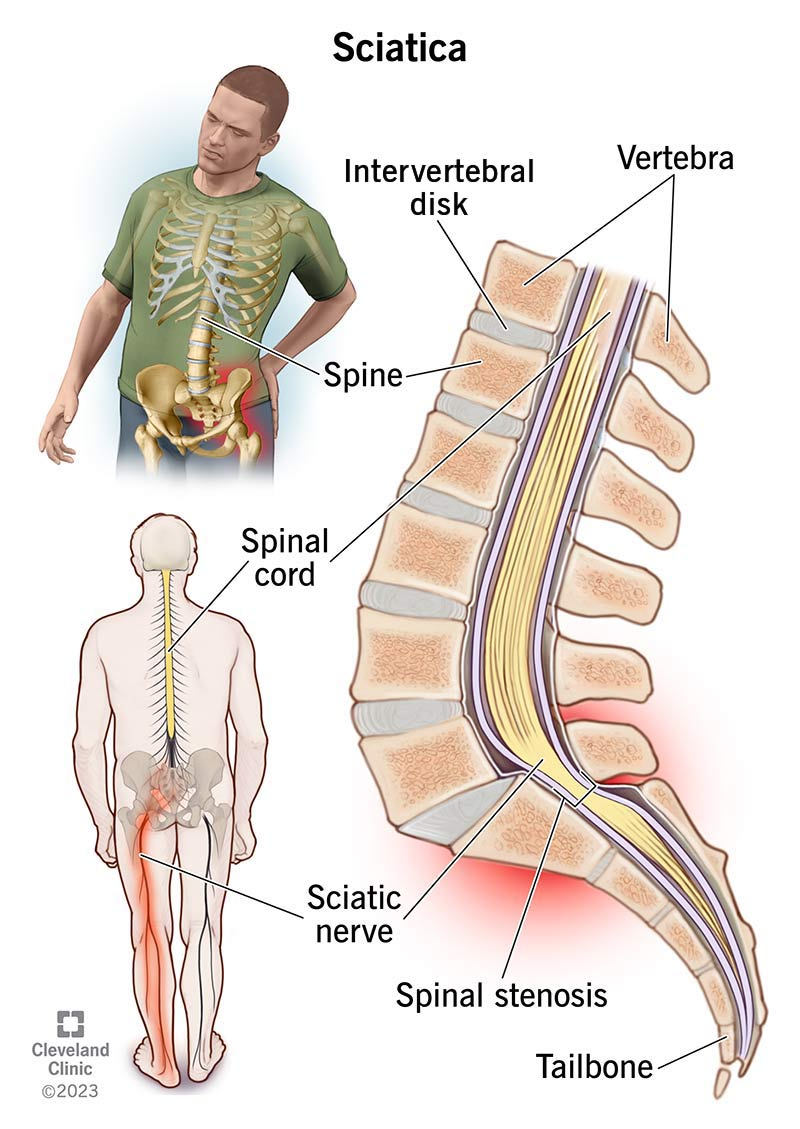 Sciatica
Intervertebral
disk
Vertebra
Spine
Spinal
cord
Sciatic
nerve
Spinal stenosis
Tailbone
Cleveland
Clinic
©2023